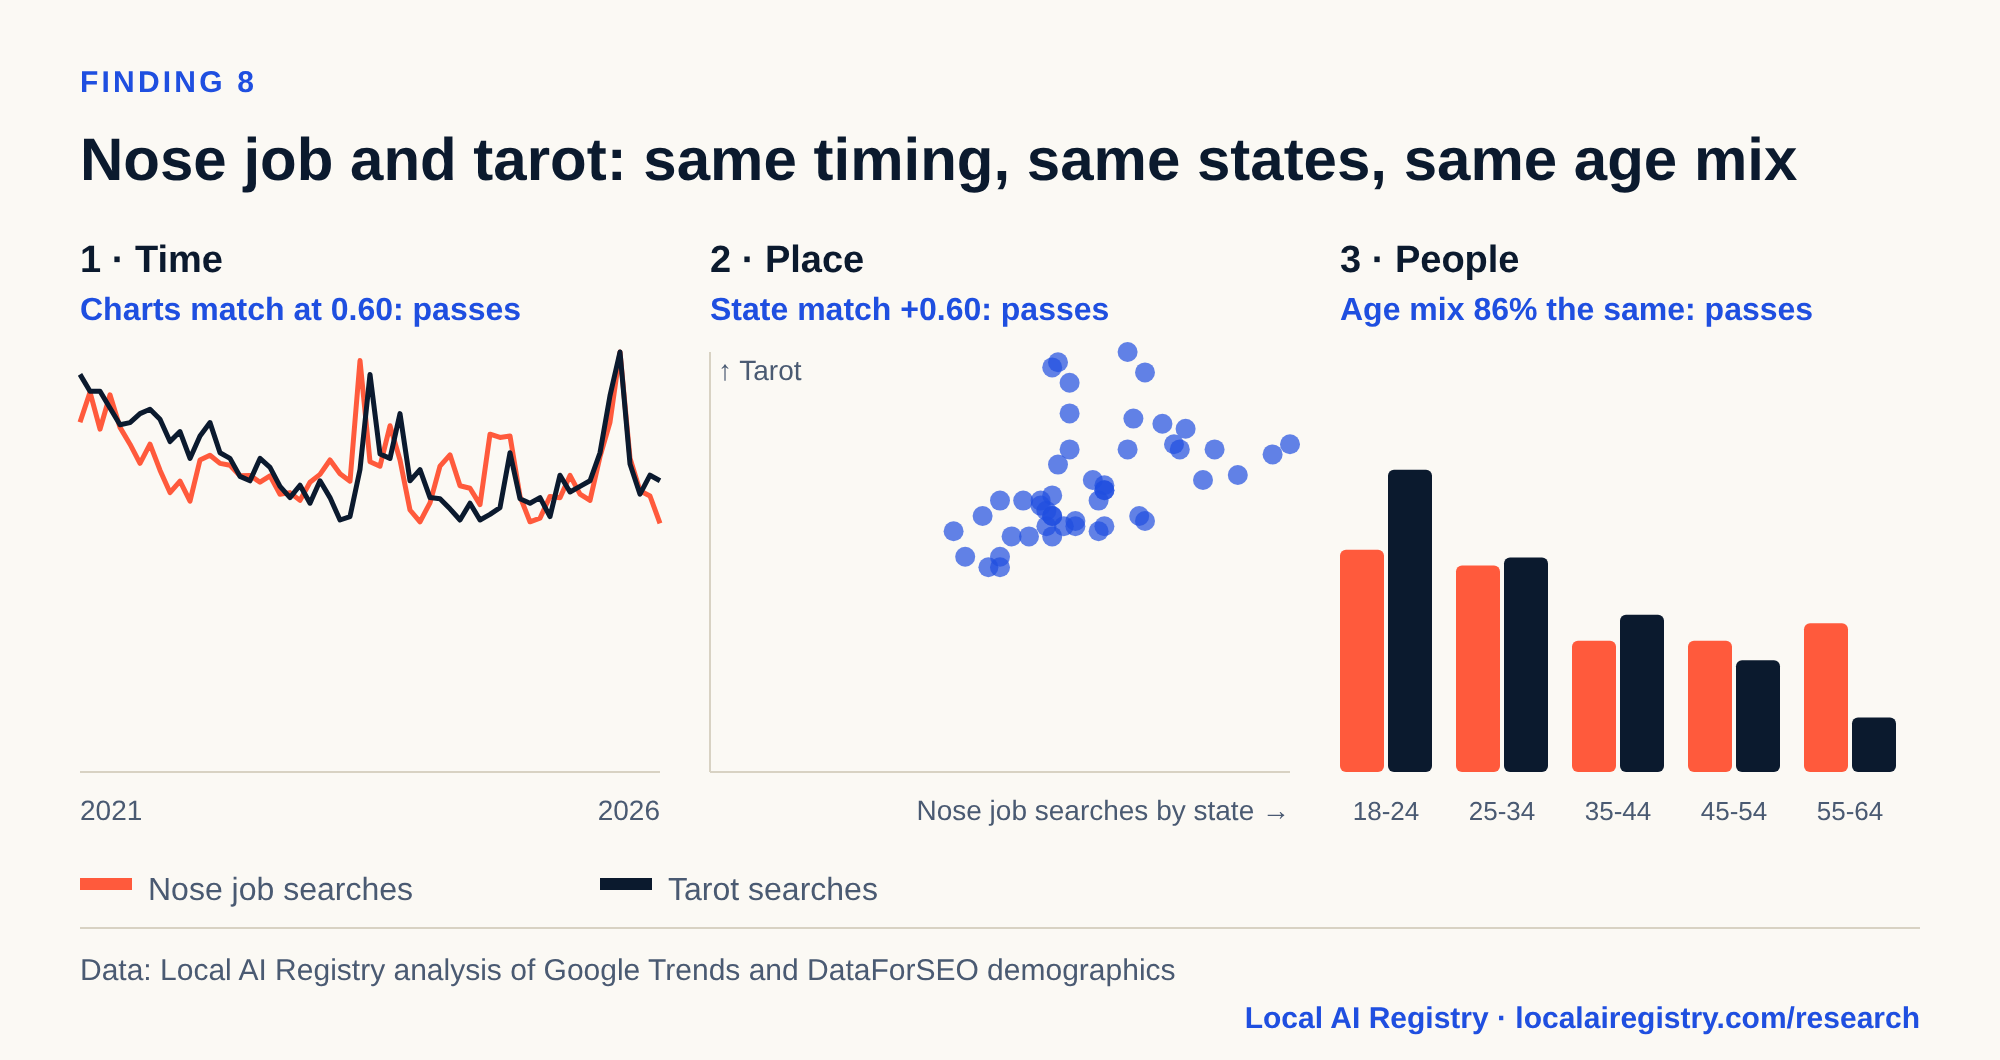 FINDING 8
Nose job and tarot: same timing, same states, same age mix
1 · Time
Charts match at 0.60: passes
2021
2026
2 · Place
State match +0.60: passes
↑ Tarot
Nose job searches by state →
3 · People
Age mix 86% the same: passes
18-24
25-34
35-44
45-54
55-64
Nose job searches
Tarot searches
Data: Local AI Registry analysis of Google Trends and DataForSEO demographics
Local AI Registry · localairegistry.com/research